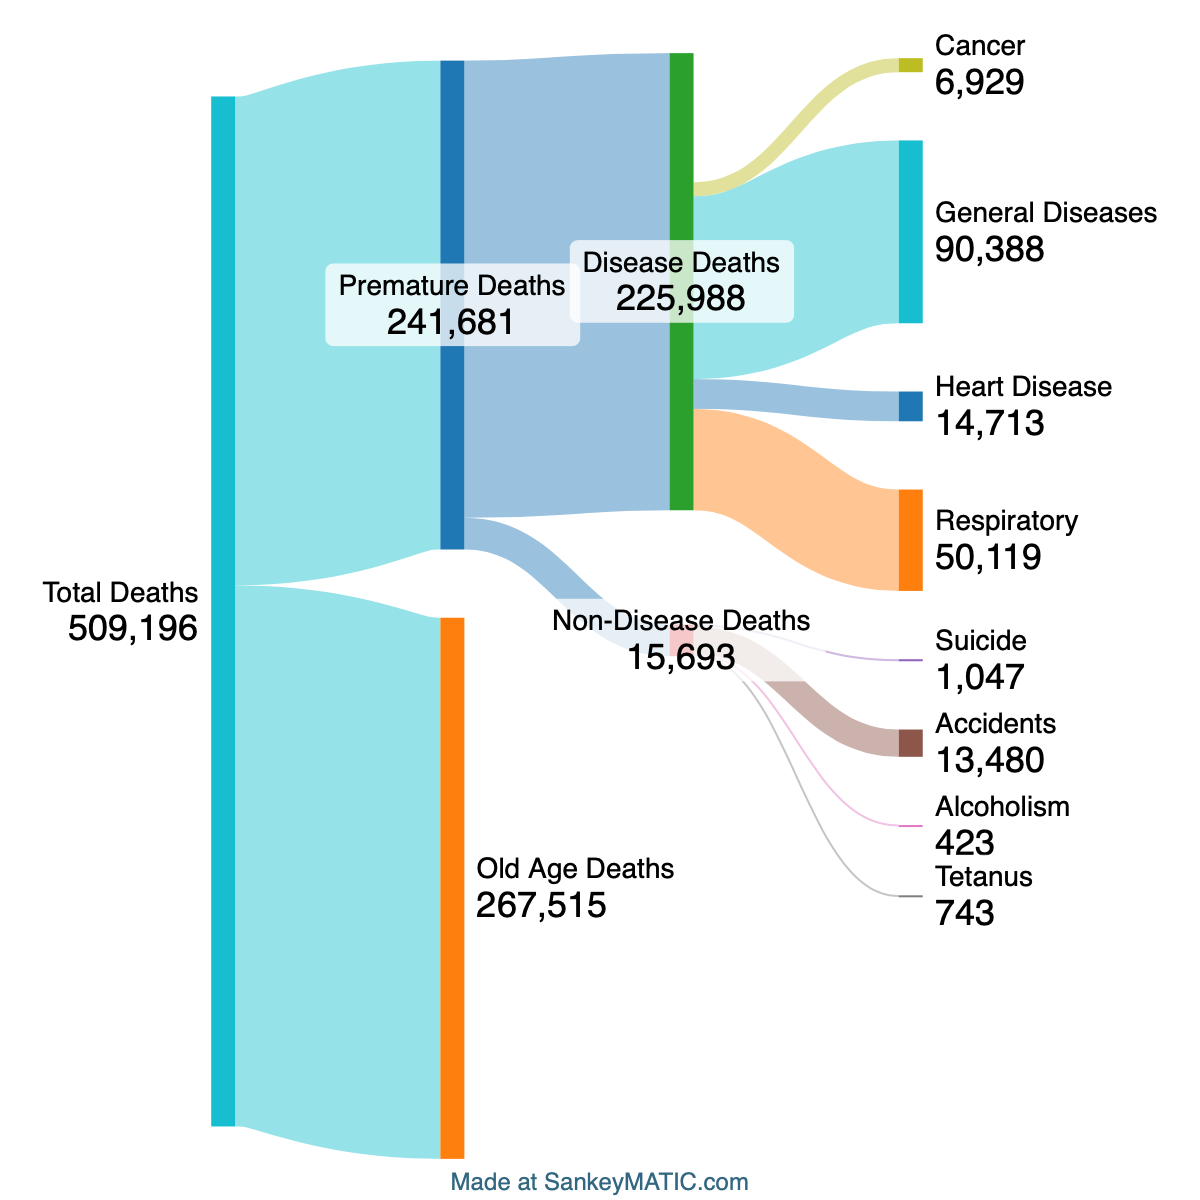 Cancer
6,929
General Diseases
90,388
Disease Deaths
225,988
Premature Deaths
241,681
Heart Disease
14,713
Respiratory
50,119
Total Deaths
509,196
Non-Disease Deaths
15,693
Suicide
1,047
Accidents
13,480
Alcoholism
423
Old Age Deaths
267,515
Tetanus
743
Made at SankeyMATIC.com